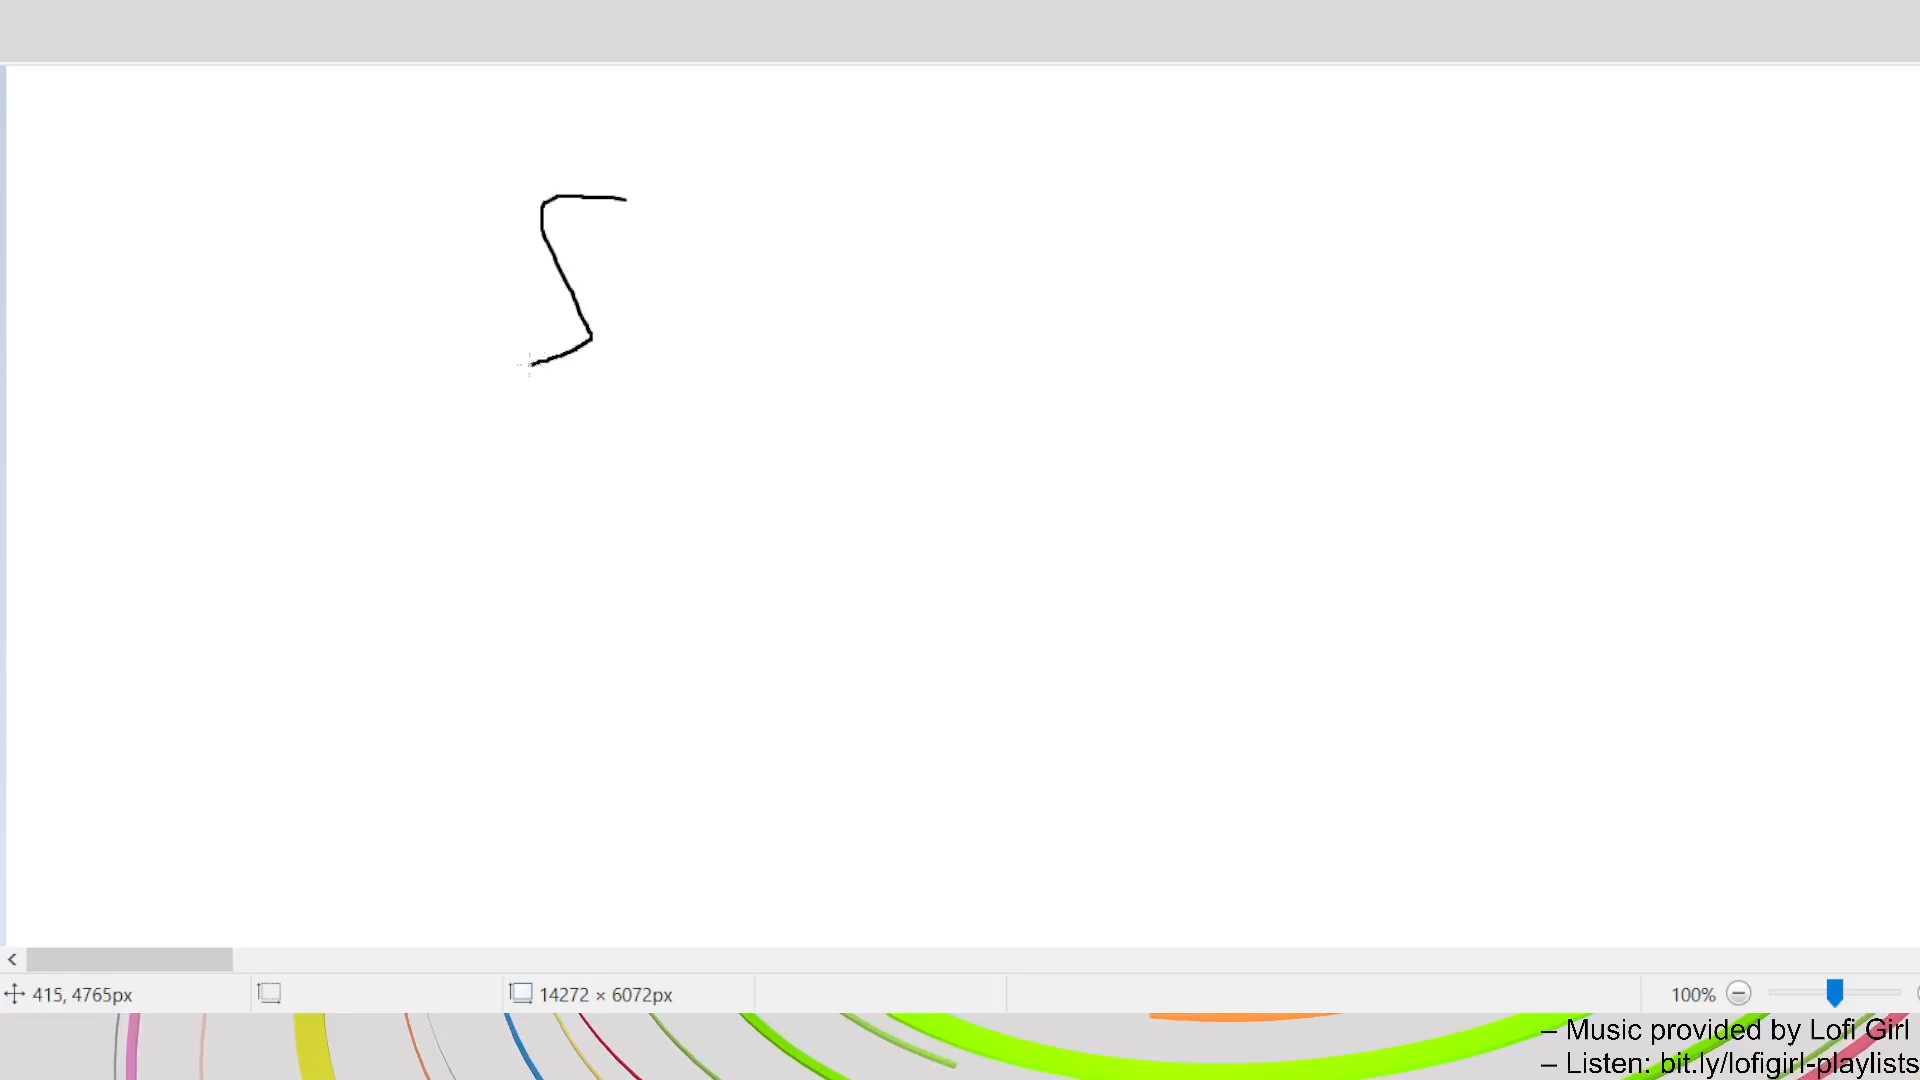 S
415, 4765px
14272 × 6072px
100%
– Music provided by Lofi Girl
– Listen: bit.ly/lofigirl-playlists